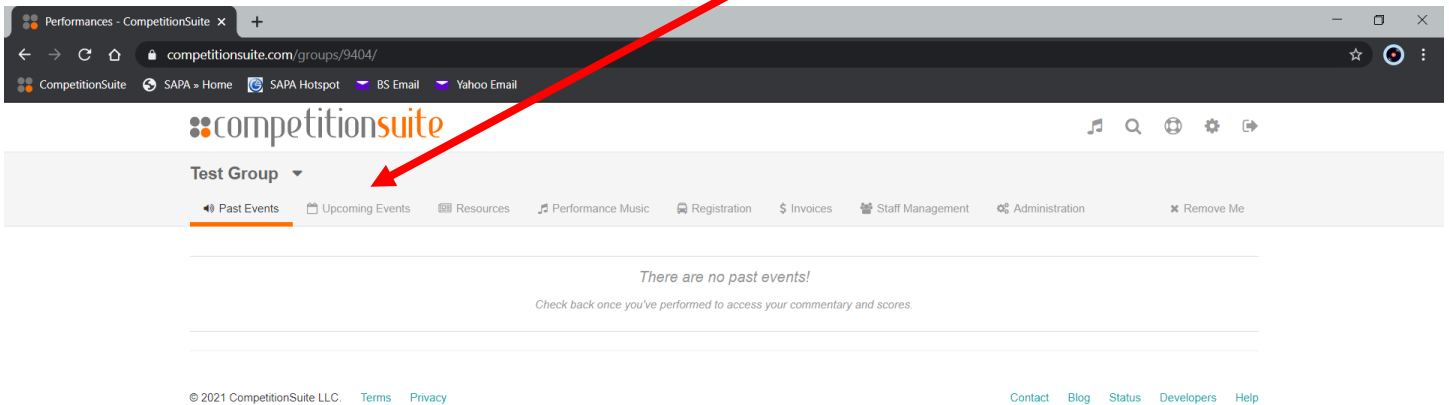 Performances - CompetitionSuite
competitionsuite.com/groups/9404/
CompetitionSuite SAPA » Home SAPA Hotspot BS Email Yahoo Email
competitionsuite
Test Group
Past Events Upcoming Events Resources Performance Music Registration $ Invoices Staff Management Administration Remove Me
There are no past events!
Check back once you've performed to access your commentary and scores.
© 2021 CompetitionSuite LLC. Terms Privacy Contact Blog Status Developers Help